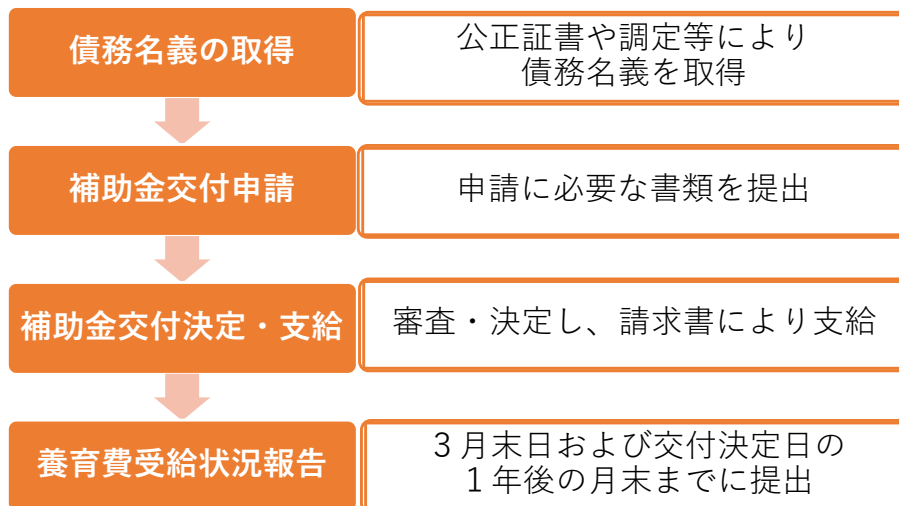 債務名義の取得
公正証書や調定等により
債務名義を取得
補助金交付申請
申請に必要な書類を提出
補助金交付決定・支給
審査・決定し、請求書により支給
養育費受給状況報告
３月末日および交付決定日の
１年後の月末までに提出